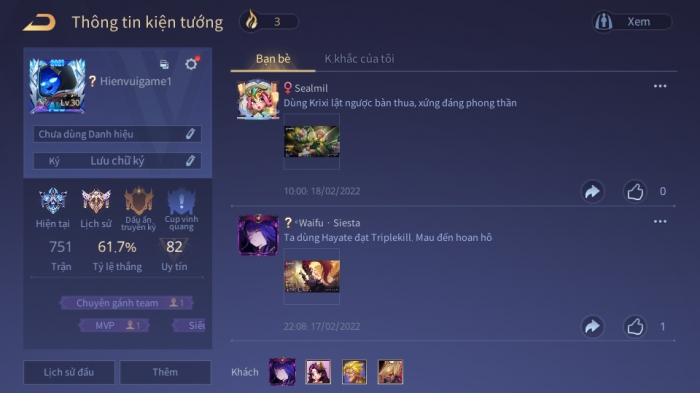 Thông tin kiện tướng
3
Xem
2021
Lv.30
? Hienvuigame1
Chưa dùng Danh hiệu
Ký Lưu chữ ký
Hiện tại
Lịch sử
Dấu ấn truyền kỳ
Cup vinh quang
751
61.7%
82
Trận
Tỷ lệ thắng
Uy tín
Chuyên gánh team 1
MVP 1
Lịch sử đấu
Thêm
Bạn bè
K.khắc của tôi
Sealmil
Dùng Krixi lật ngược bàn thua, xứng đáng phong thần
10:00: 18/02/2022
0
? Waifu · Siesta
Ta dùng Hayate đạt Triplekill. Mau đến hoan hô
22:08: 17/02/2022
1
Khách